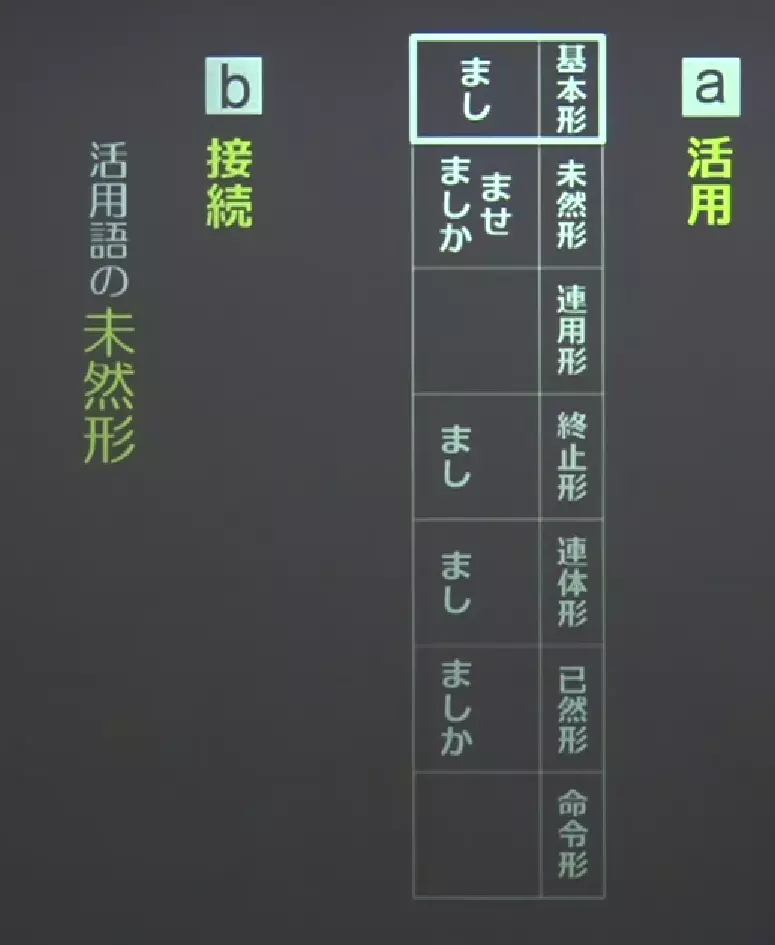 a 活用
基本形
まし
未然形
ませ
ましか
連用形
終止形
まし
連体形
まし
已然形
ましか
命令形
b 接続
活用語の未然形